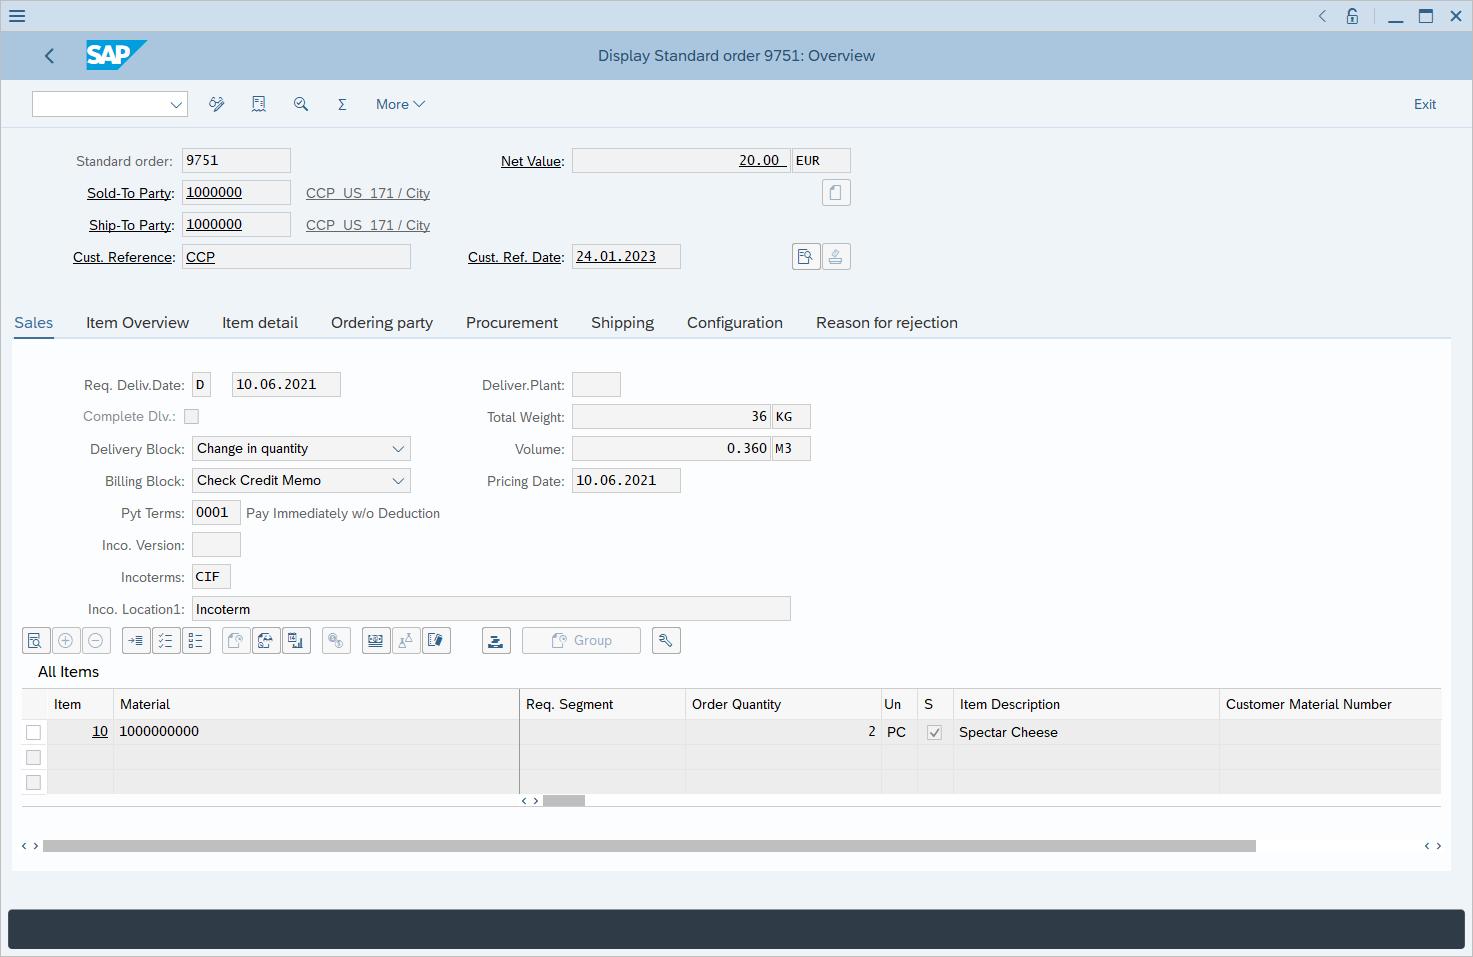 SAP
Display Standard order 9751: Overview
More
Exit
Standard order: 9751
Net Value: 20.00 EUR
Sold-To Party: 1000000 CCP US 171 / City
Ship-To Party: 1000000 CCP US 171 / City
Cust. Reference: CCP
Cust. Ref. Date: 24.01.2023
Sales Item Overview Item detail Ordering party Procurement Shipping Configuration Reason for rejection
Req. Deliv.Date: D 10.06.2021
Deliver.Plant:
Complete Dlv.:
Total Weight: 36 KG
Delivery Block: Change in quantity
Volume: 0.360 M3
Billing Block: Check Credit Memo
Pricing Date: 10.06.2021
Pyt Terms: 0001 Pay Immediately w/o Deduction
Inco. Version:
Incoterms: CIF
Inco. Location1: Incoterm
Group
All Items
Item Material Req. Segment Order Quantity Un S Item Description Customer Material Number
10 1000000000 2 PC Spectar Cheese